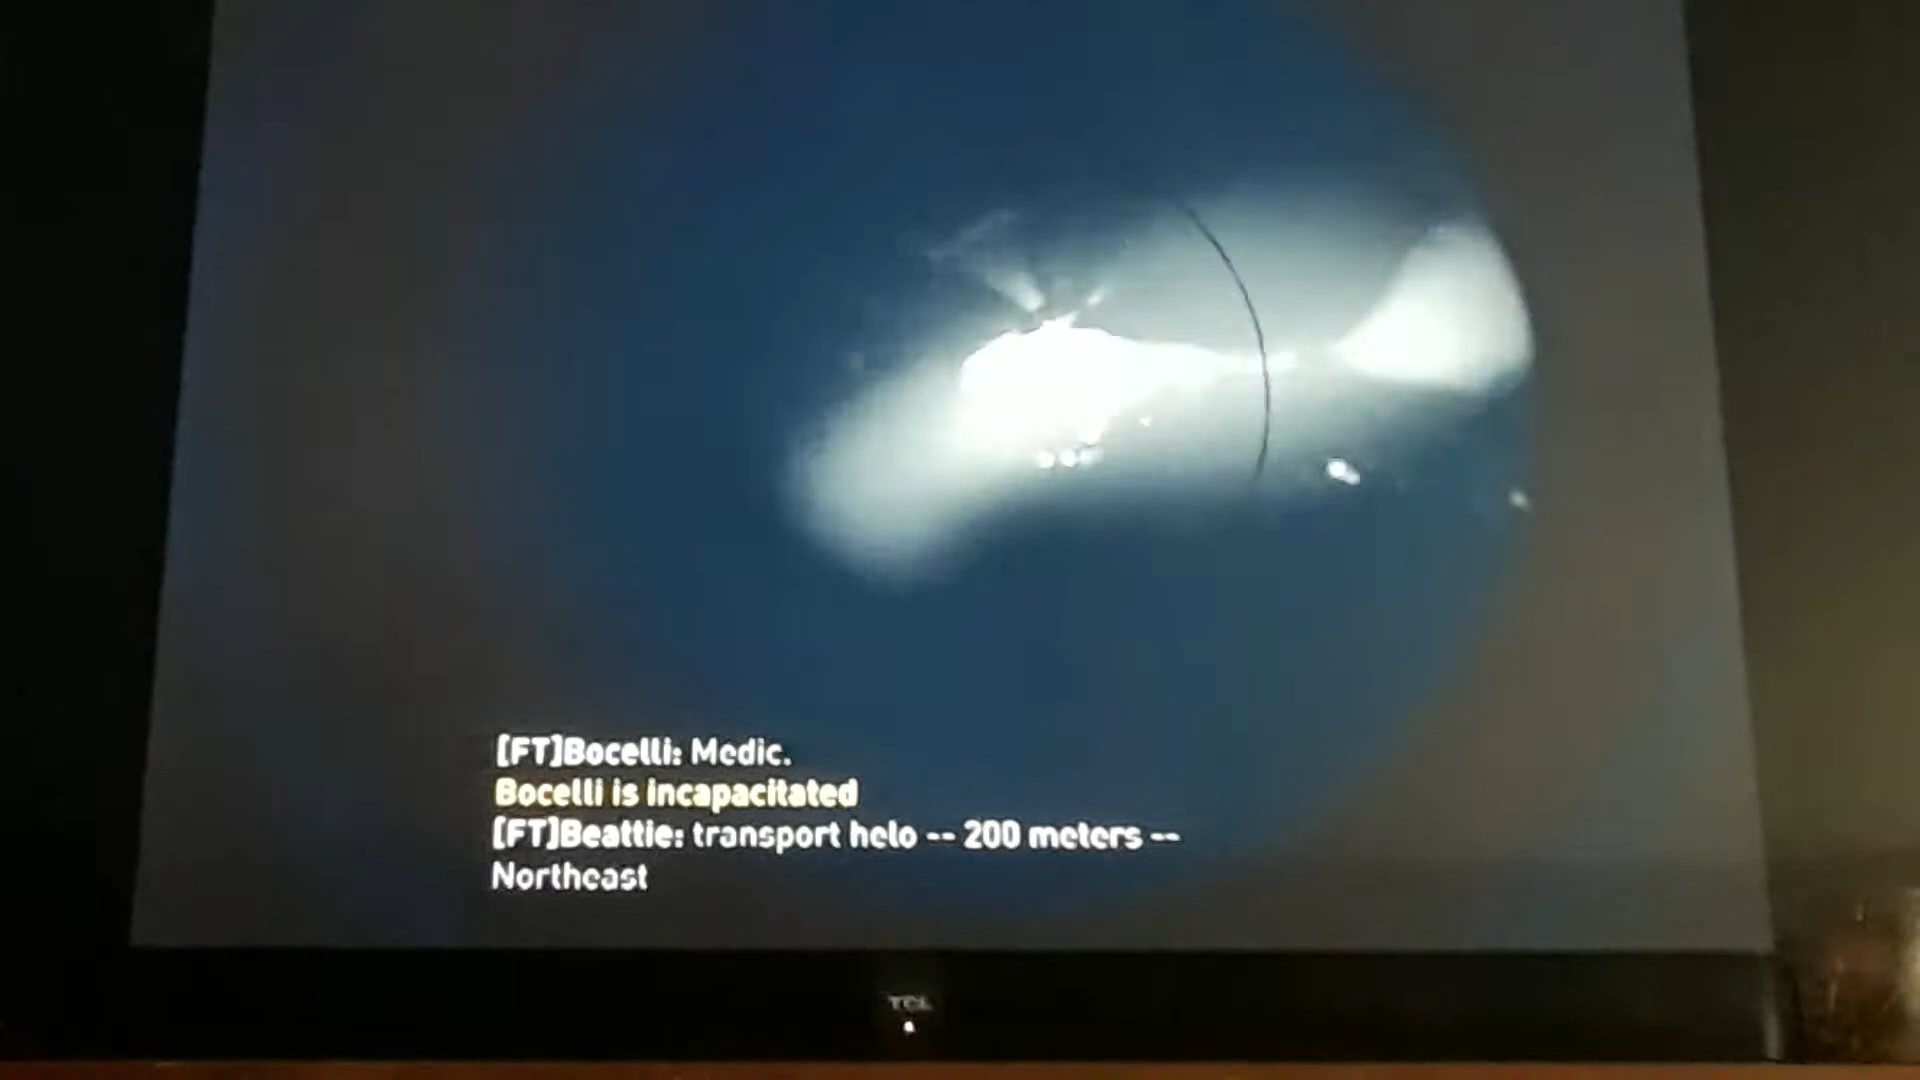 [FT]Bocelli: Medic.
Bocelli is incapacitated
[FT]Beattie: transport helo -- 200 meters --
Northeast
TCL